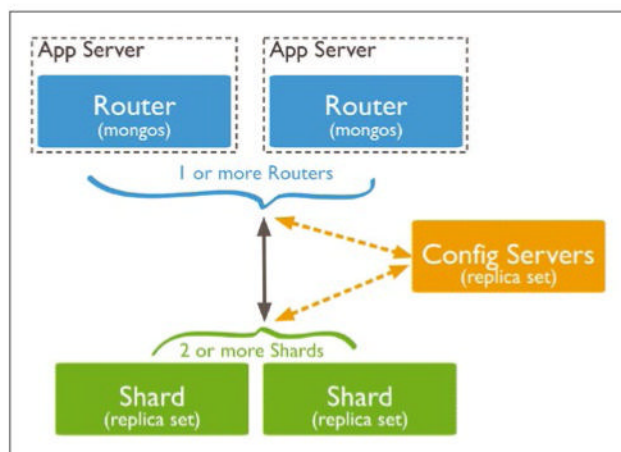 App Server
App Server
Router
(mongos)
Router
(mongos)
1 or more Routers
Config Servers
(replica set)
2 or more Shards
Shard
(replica set)
Shard
(replica set)